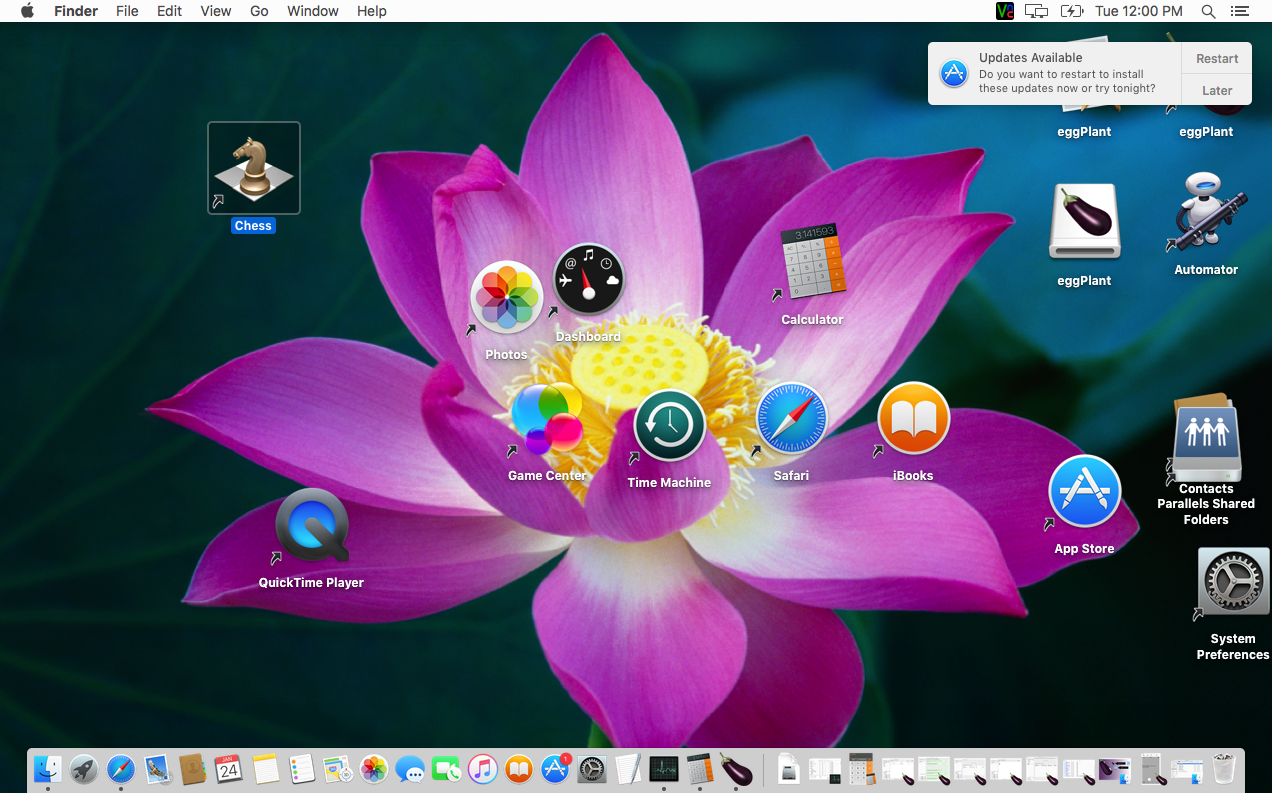 Finder File Edit View Go Window Help
Tue 12:00 PM
Updates Available
Do you want to restart to install
these updates now or try tonight?
Restart
Later
eggPlant
eggPlant
Chess
3.141593
eggPlant
Automator
Calculator
Dashboard
Photos
Game Center
Time Machine
Safari
iBooks
Contacts
Parallels Shared
Folders
App Store
QuickTime Player
System
Preferences
JAN
24
1